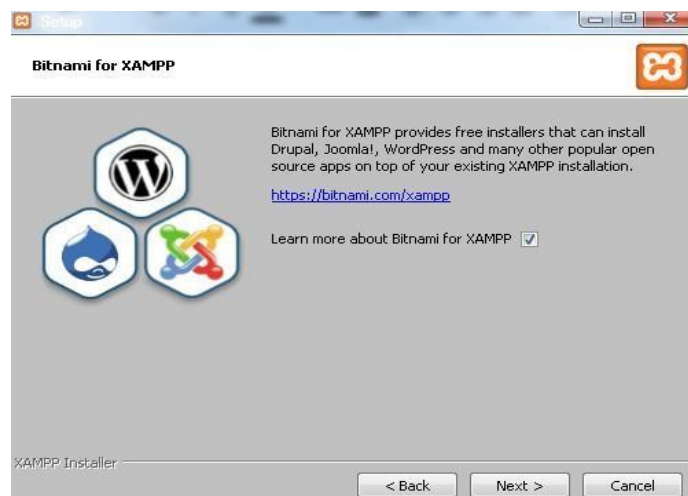 Setup
Bitnami for XAMPP
Bitnami for XAMPP provides free installers that can install
Drupal, Joomla!, WordPress and many other popular open
source apps on top of your existing XAMPP installation.
https://bitnami.com/xampp
Learn more about Bitnami for XAMPP
XAMPP Installer
< Back
Next >
Cancel